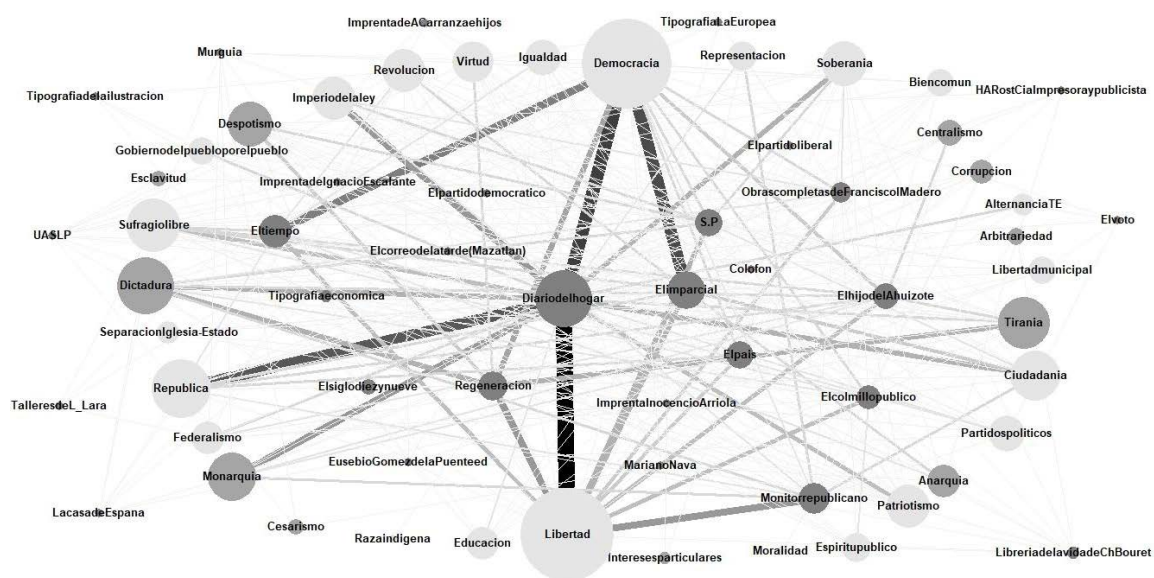 ImprentadeACarranzaehijos
TipografiaLaEuropea
Murguia
Revolucion
Virtud
Igualdad
Democracia
Representacion
Soberania
Biencomun
HARostCiaImpresoraypublicista
Tipografiadelailustracion
Imperiodelaley
Despotismo
Centralismo
Gobiernodelpuebloporelpueblo
Elpartidoliberal
Esclavitud
ImprentadeIgnacioEscalante
Elpartidodemocratico
ObrascompletasdeFranciscoIMadero
Corrupcion
AlternanciaTE
Sufragiolibre
Eltiempo
S.P
Elvoto
UASLP
Elcorreodelatarde(Mazatlan)
Arbitrariedad
Colofon
Libertadmunicipal
Dictadura
Tipografiaeconomica
Diariodelhogar
Elimparcial
ElhijodelAhuizote
Tirania
SeparacionIglesia-Estado
Elpais
Republica
Elsiglodiezynueve
Regeneracion
Ciudadania
TalleresdeL_Lara
ImprentaInocencioArriola
Elcolmillopublico
Federalismo
Partidospoliticos
EusebioGomezdelaPuenteed
MarianoNava
Monarquia
Anarquia
Monitorrepublicano
Patriotismo
LacasadeEspana
Cesarismo
Razaindigena
Educacion
Libertad
Interesesparticulares
Moralidad
Espiritupublico
LibreriadelavidadeChBouret